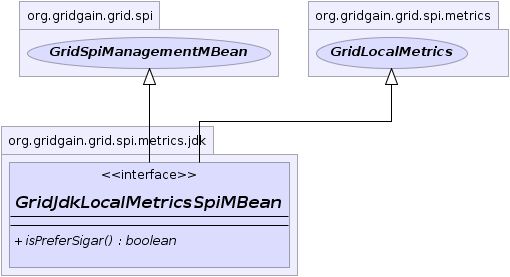 org.gridgain.grid.spi
org.gridgain.grid.spi.metrics
GridSpiManagementMBean
GridLocalMetrics
org.gridgain.grid.spi.metrics.jdk
<<interface>>
GridJdkLocalMetricsSpiMBean
+ isPreferSigar() : boolean